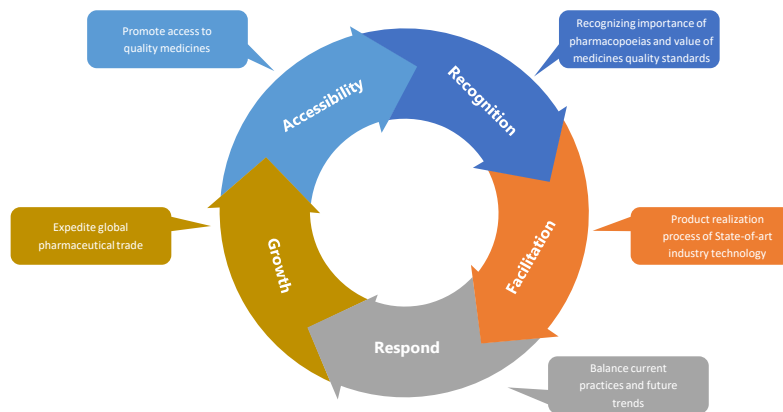 Promote access to
quality medicines
Recognizing importance of
pharmacopoeias and value of
medicines quality standards
Accessibility
Recognition
Expedite global
pharmaceutical trade
Growth
Facilitation
Product realization
process of State-of-art
industry technology
Respond
Balance current
practices and future
trends